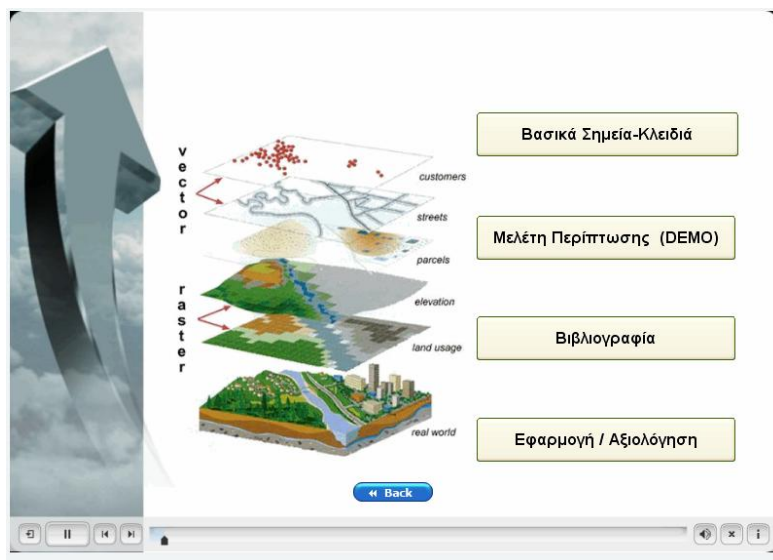 vector
customers
streets
parcels
raster
elevation
land usage
real world
Βασικά Σημεία-Κλειδιά
Μελέτη Περίπτωσης (DEMO)
Βιβλιογραφία
Εφαρμογή / Αξιολόγηση
Back